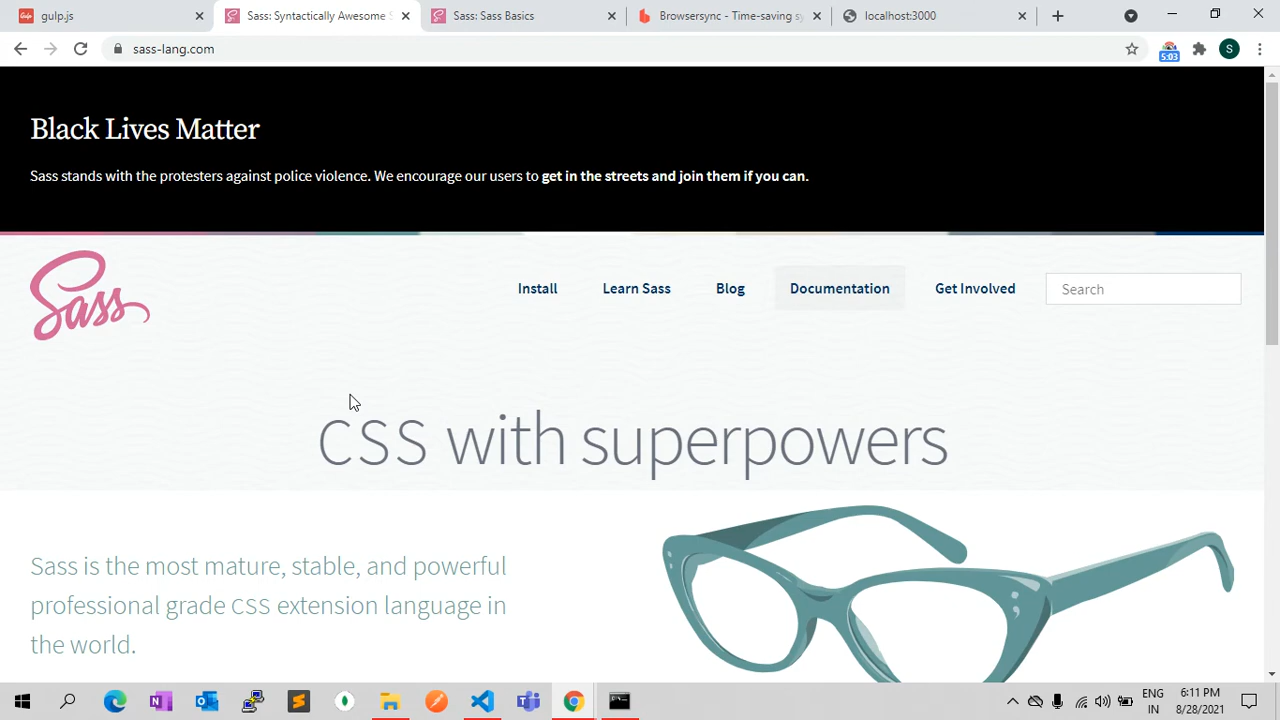 gulp.js
Sass: Syntactically Awesome S
Sass: Sass Basics
Browsersync - Time-saving sy
localhost:3000
sass-lang.com
5:03
S
Black Lives Matter
Sass stands with the protesters against police violence. We encourage our users to get in the streets and join them if you can.
Sass
Install
Learn Sass
Blog
Documentation
Get Involved
Search
CSS with superpowers
Sass is the most mature, stable, and powerful
professional grade CSS extension language in
the world.
ENG
IN
6:11 PM
8/28/2021